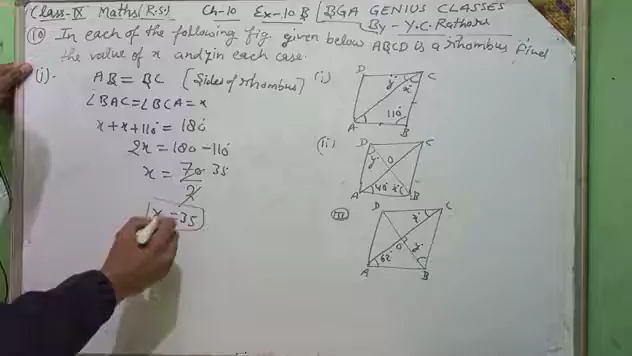 Class-IX Maths (R.S.) Ch-10 Ex-10 B BGA GENIUS CLASSES
By - Y.C. Rathore
(10) In each of the following fig. given below ABCD is a rhombus find
the value of x and y in each case.
(i). AB = BC [Sides of rhombus]
∠BAC = ∠BCA = x
x + x + 110° = 180
2x = 180 - 110
x = 70 35
2
x = 35
(i)
D C
y° x°
110°
A B
(ii)
D C
y° O
40° x°
A B
(iii)
D C
x°
O y°
62°
A B